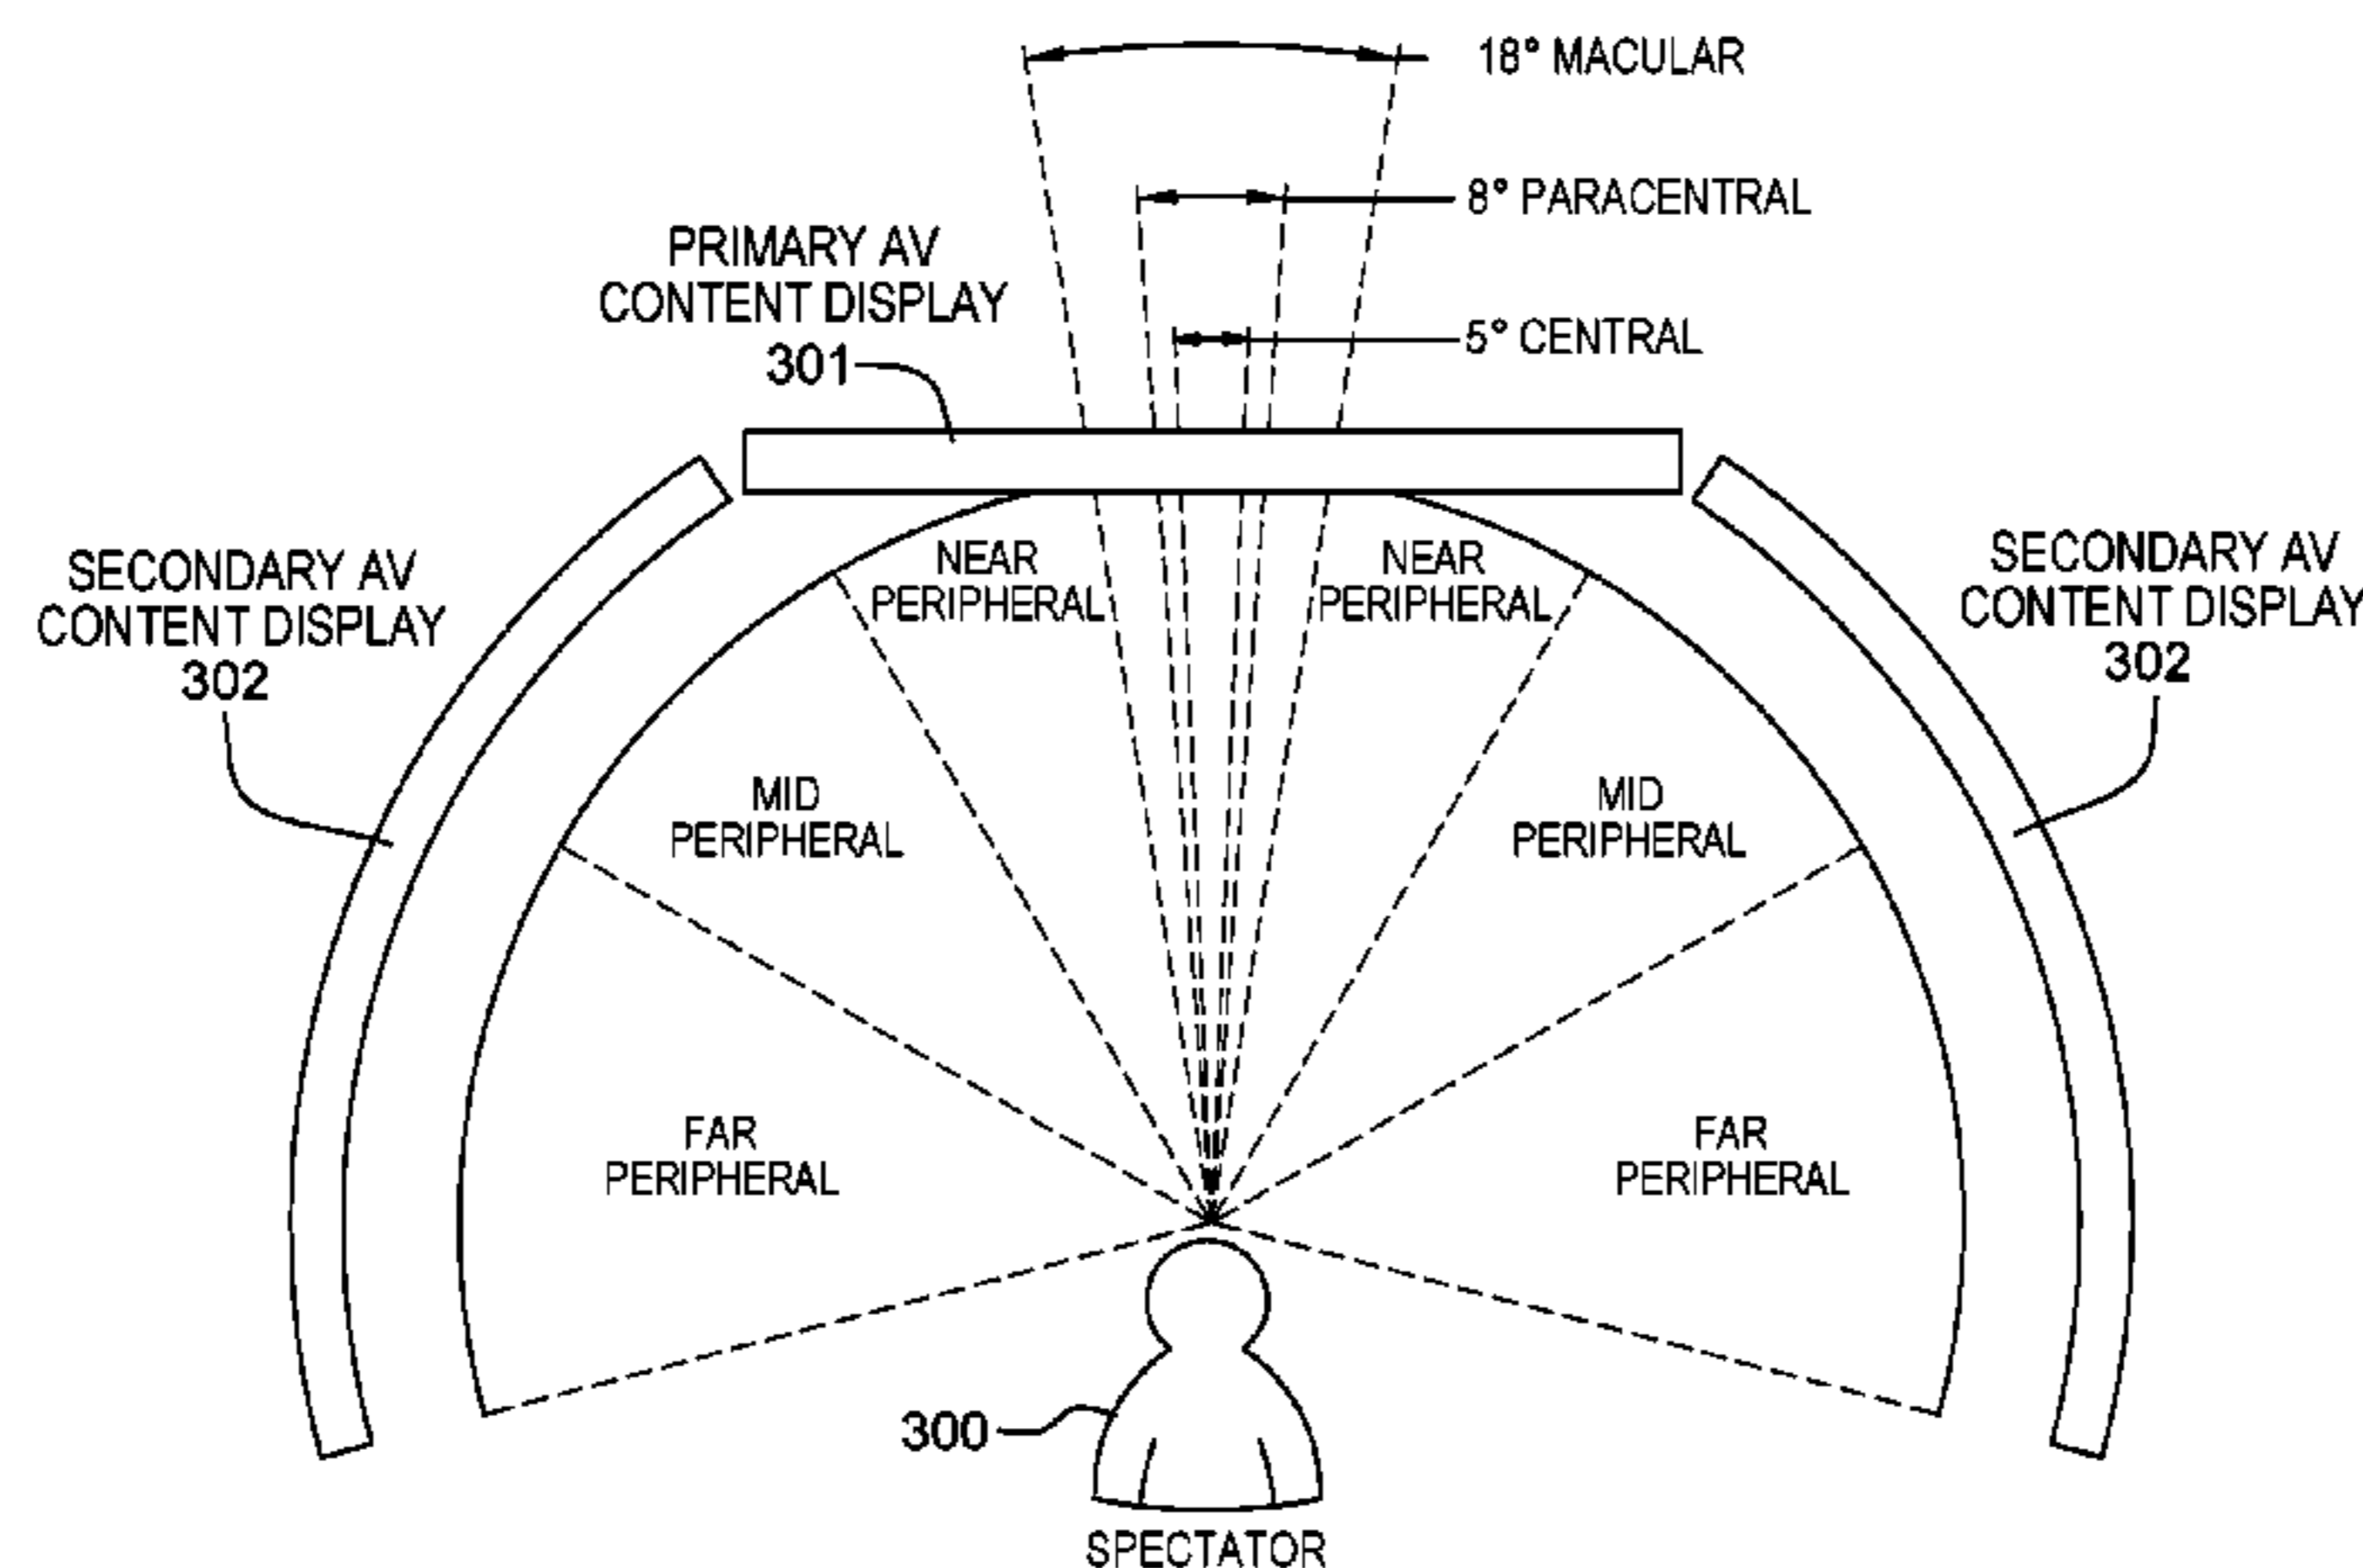 18° MACULAR
8° PARACENTRAL
PRIMARY AV
CONTENT DISPLAY
301
5° CENTRAL
SECONDARY AV
CONTENT DISPLAY
302
NEAR
PERIPHERAL
NEAR
PERIPHERAL
SECONDARY AV
CONTENT DISPLAY
302
MID
PERIPHERAL
MID
PERIPHERAL
FAR
PERIPHERAL
FAR
PERIPHERAL
300
SPECTATOR